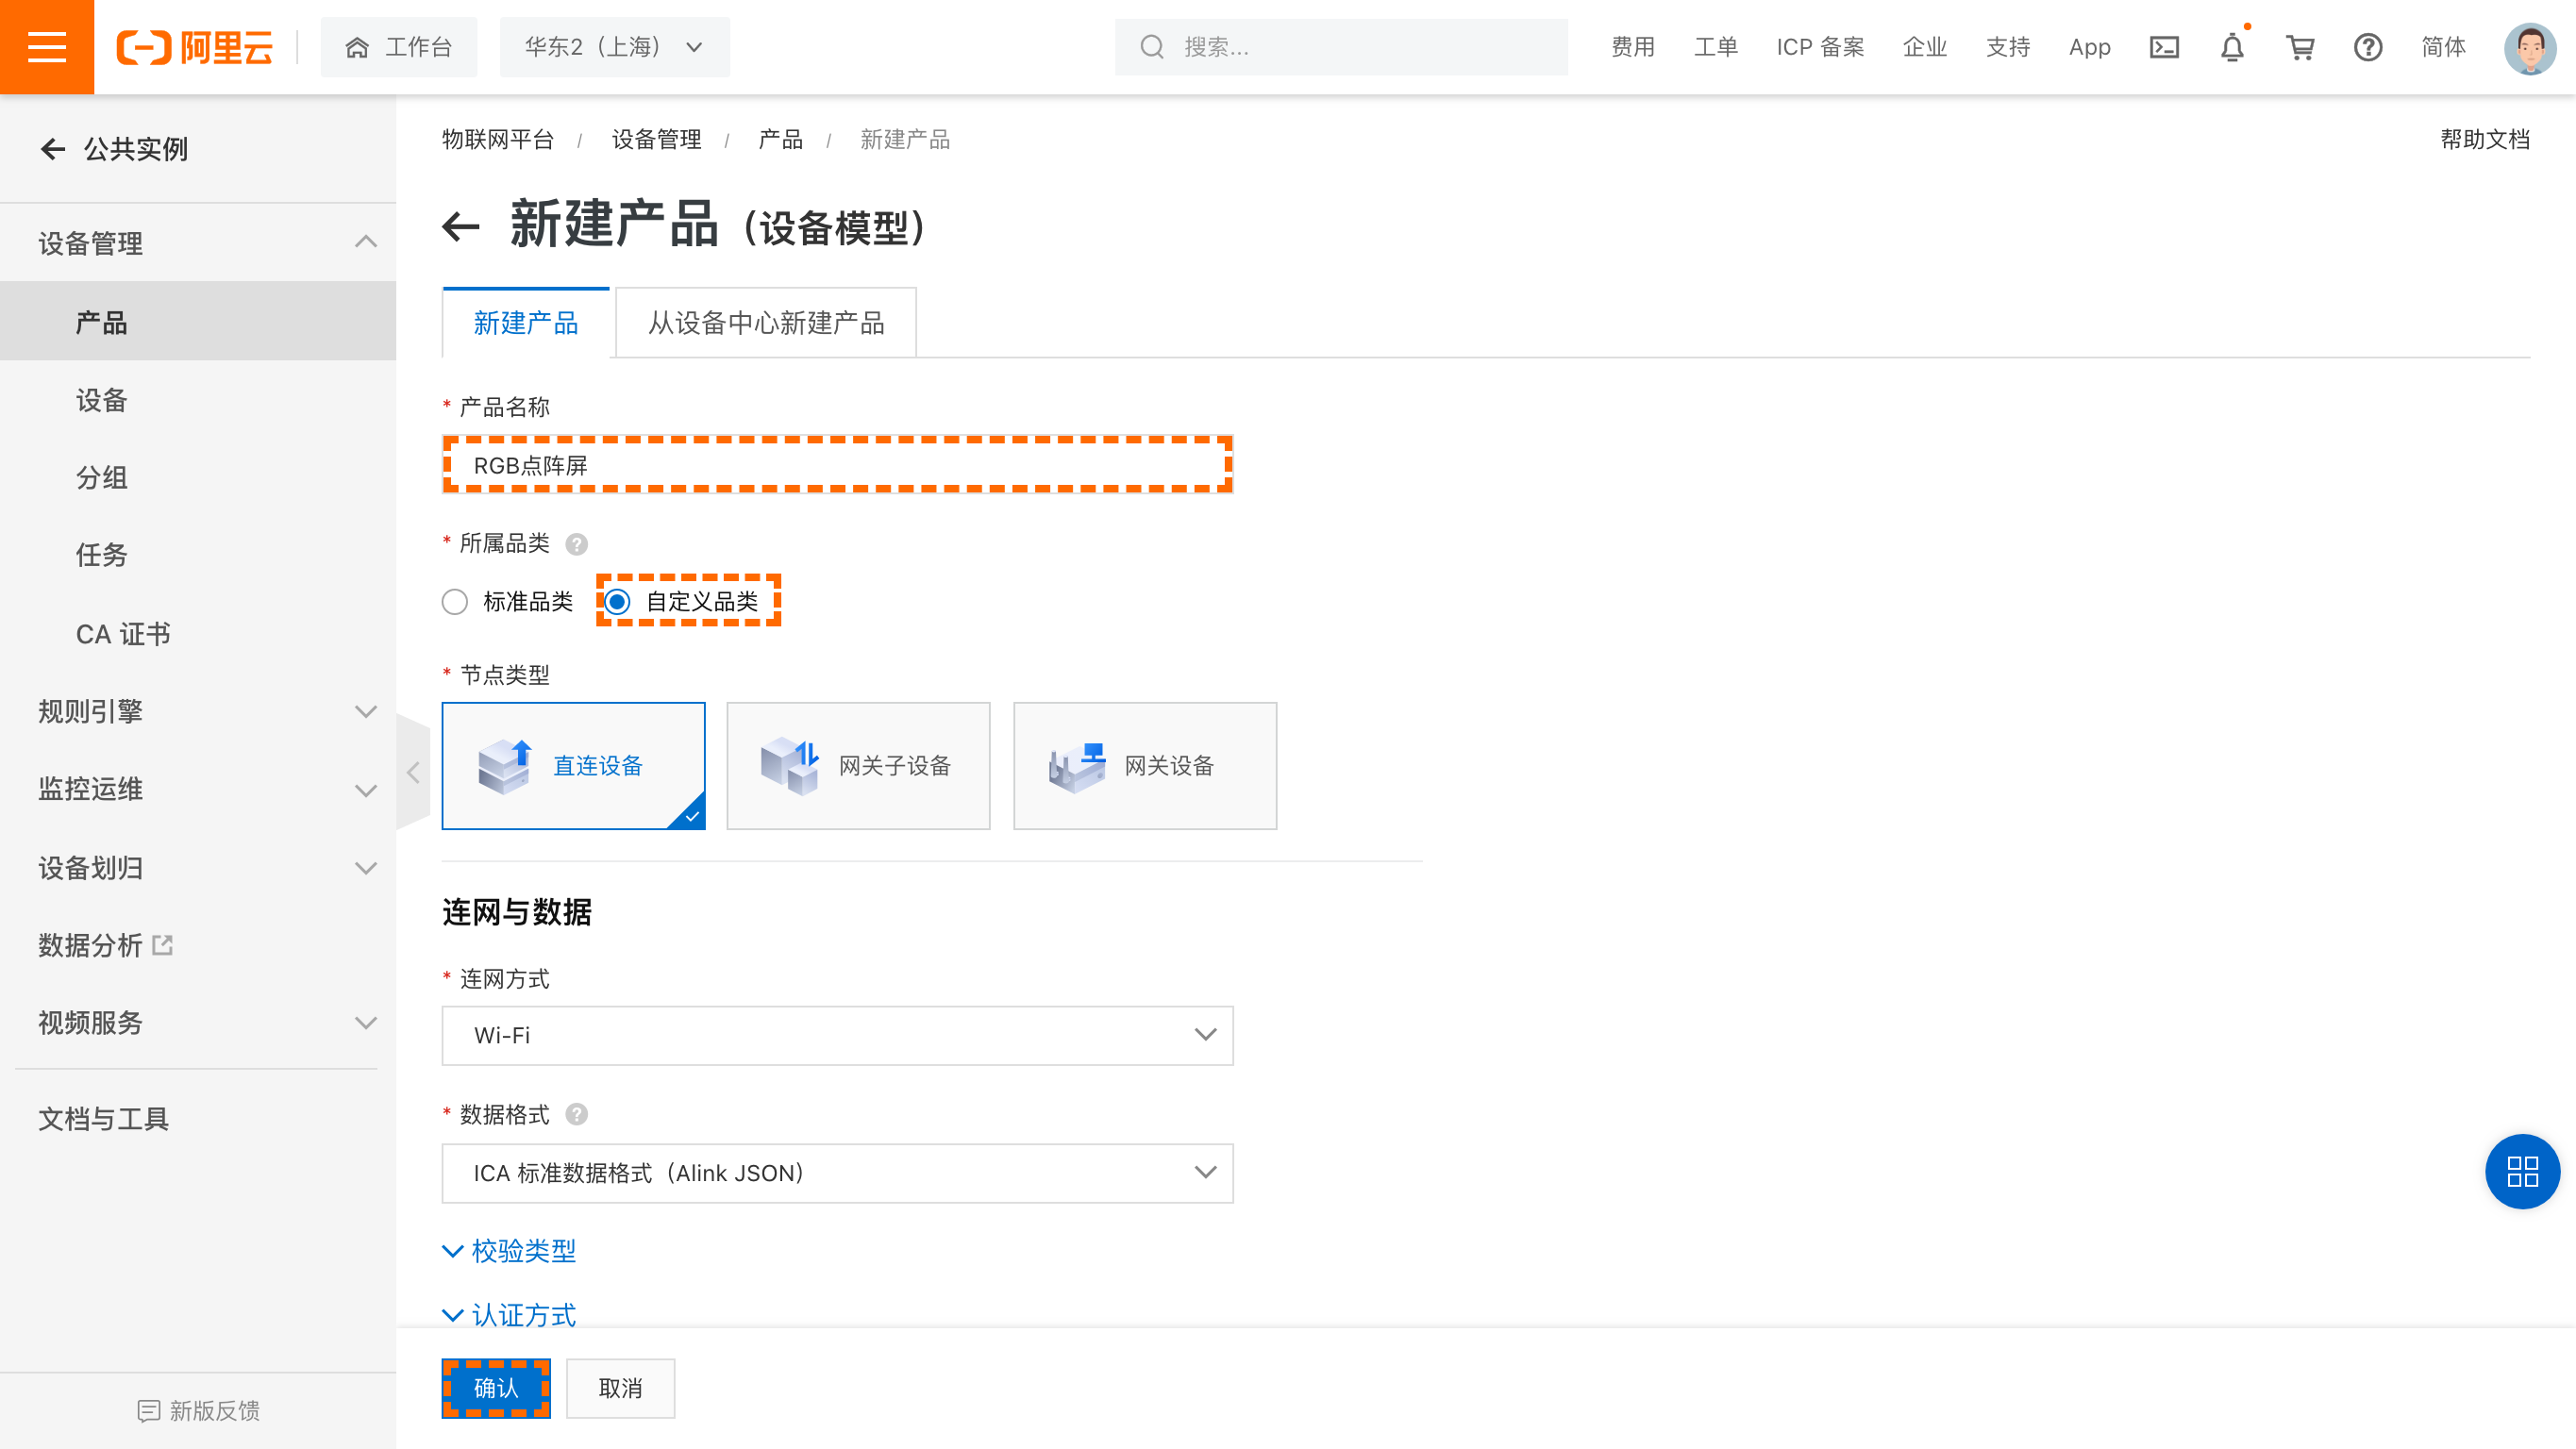 阿里云
工作台
华东2（上海）
搜索...
费用
工单
ICP 备案
企业
支持
App
简体
公共实例
设备管理
产品
设备
分组
任务
CA 证书
规则引擎
监控运维
设备划归
数据分析
视频服务
文档与工具
新版反馈
物联网平台 / 设备管理 / 产品 / 新建产品
帮助文档
新建产品（设备模型）
新建产品
从设备中心新建产品
* 产品名称
RGB点阵屏
* 所属品类 ?
标准品类
自定义品类
* 节点类型
直连设备
网关子设备
网关设备
连网与数据
* 连网方式
Wi-Fi
* 数据格式 ?
ICA 标准数据格式（Alink JSON）
校验类型
认证方式
确认
取消